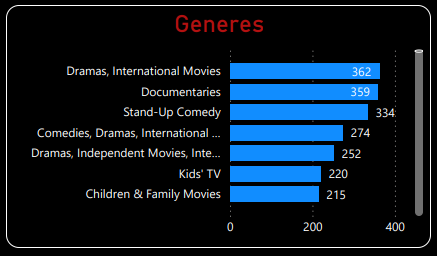 Generes
Dramas, International Movies 362
Documentaries 359
Stand-Up Comedy 334
Comedies, Dramas, International ... 274
Dramas, Independent Movies, Inte... 252
Kids' TV 220
Children & Family Movies 215
0 200 400